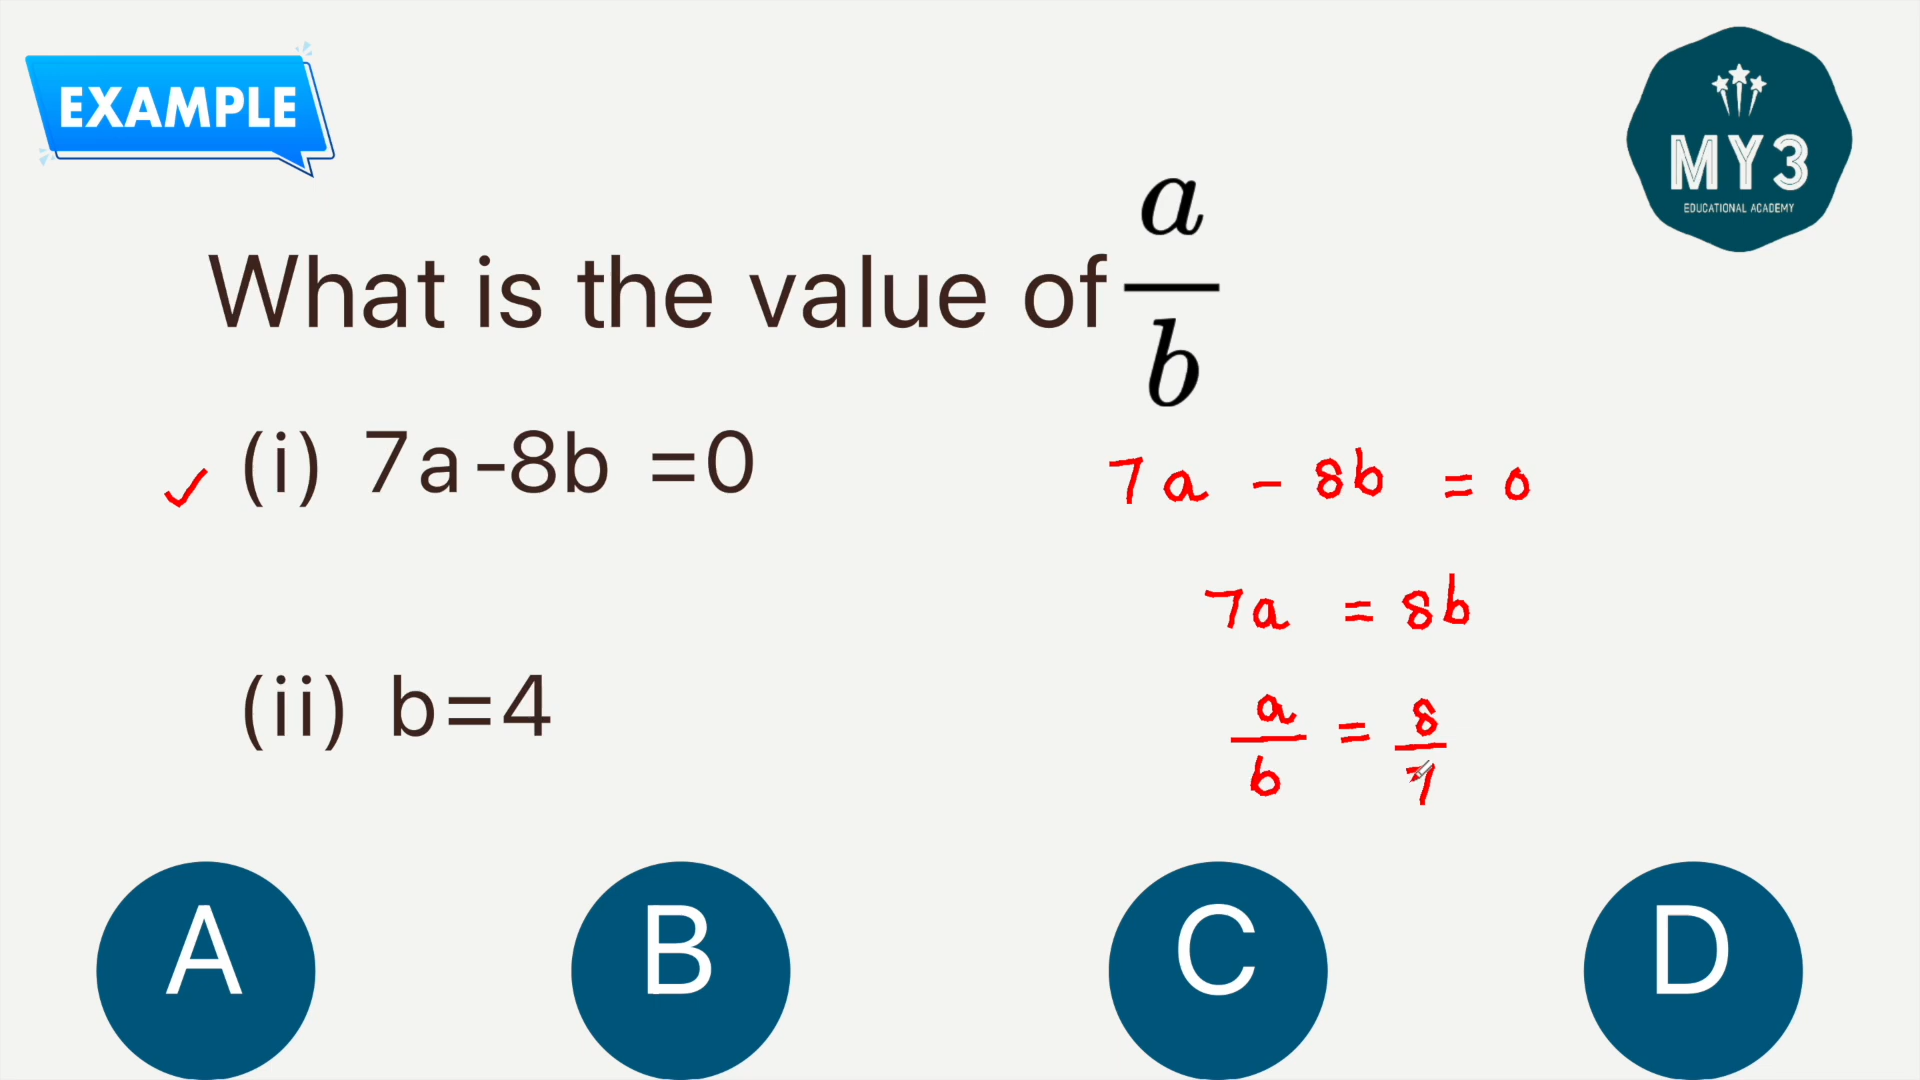 EXAMPLE
MY3
EDUCATIONAL ACADEMY
What is the value of a/b
(i) 7a-8b =0
7a - 8b = 0
7a = 8b
(ii) b=4
a/b = 8/7
A B C D